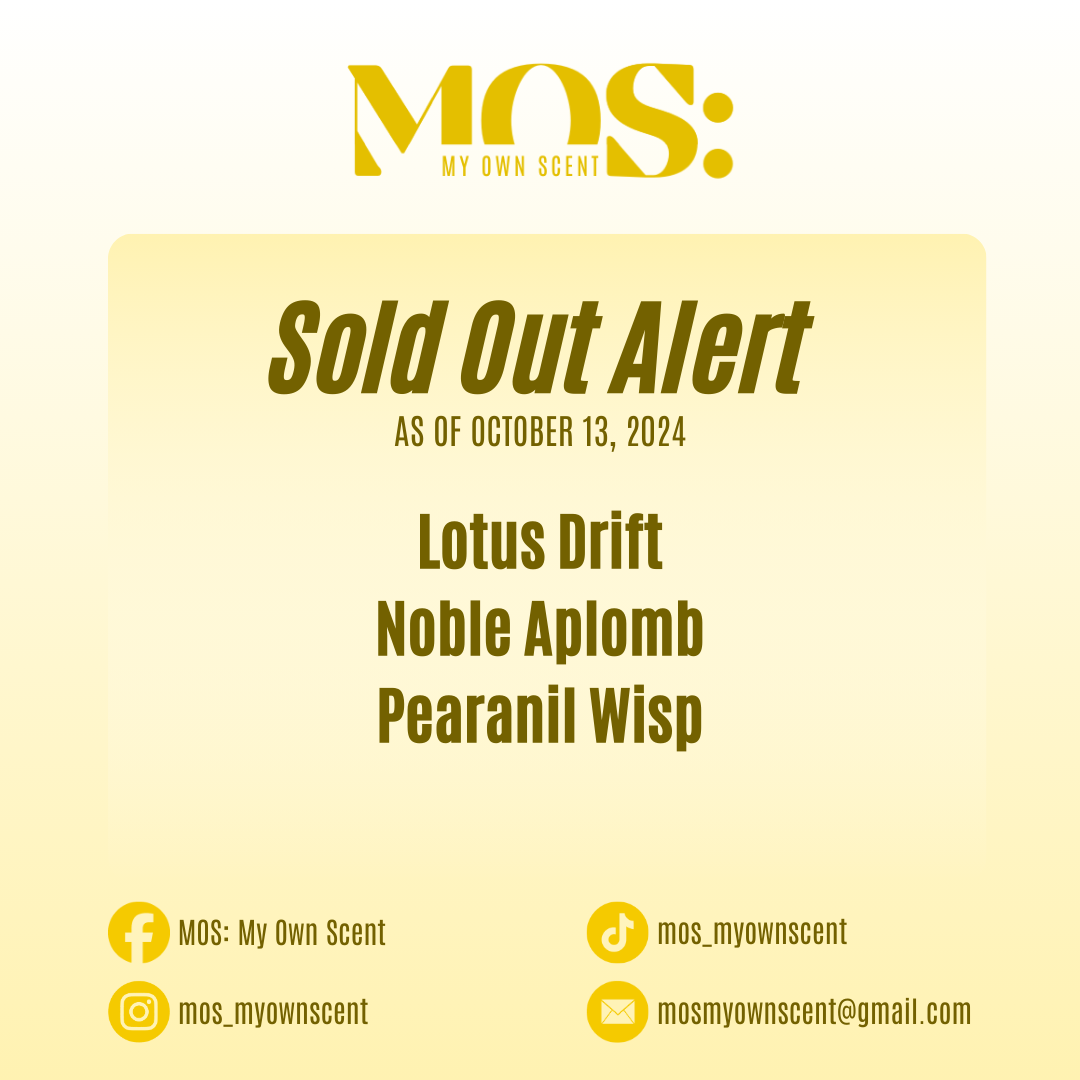 MOS:
MY OWN SCENT
Sold Out Alert
AS OF OCTOBER 13, 2024
Lotus Drift
Noble Aplomb
Pearanil Wisp
MOS: My Own Scent
mos_myownscent
mos_myownscent
mosmyownscent@gmail.com